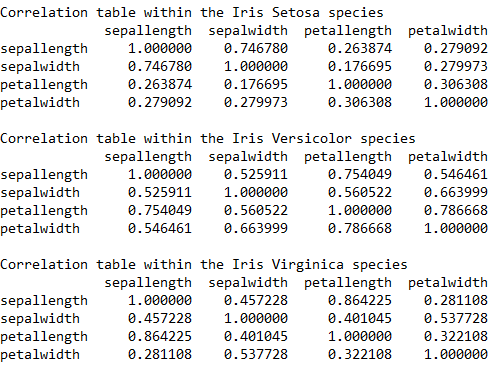 Correlation table within the Iris Setosa species
sepallength sepalwidth petallength petalwidth
sepallength 1.000000 0.746780 0.263874 0.279092
sepalwidth 0.746780 1.000000 0.176695 0.279973
petallength 0.263874 0.176695 1.000000 0.306308
petalwidth 0.279092 0.279973 0.306308 1.000000
Correlation table within the Iris Versicolor species
sepallength sepalwidth petallength petalwidth
sepallength 1.000000 0.525911 0.754049 0.546461
sepalwidth 0.525911 1.000000 0.560522 0.663999
petallength 0.754049 0.560522 1.000000 0.786668
petalwidth 0.546461 0.663999 0.786668 1.000000
Correlation table within the Iris Virginica species
sepallength sepalwidth petallength petalwidth
sepallength 1.000000 0.457228 0.864225 0.281108
sepalwidth 0.457228 1.000000 0.401045 0.537728
petallength 0.864225 0.401045 1.000000 0.322108
petalwidth 0.281108 0.537728 0.322108 1.000000